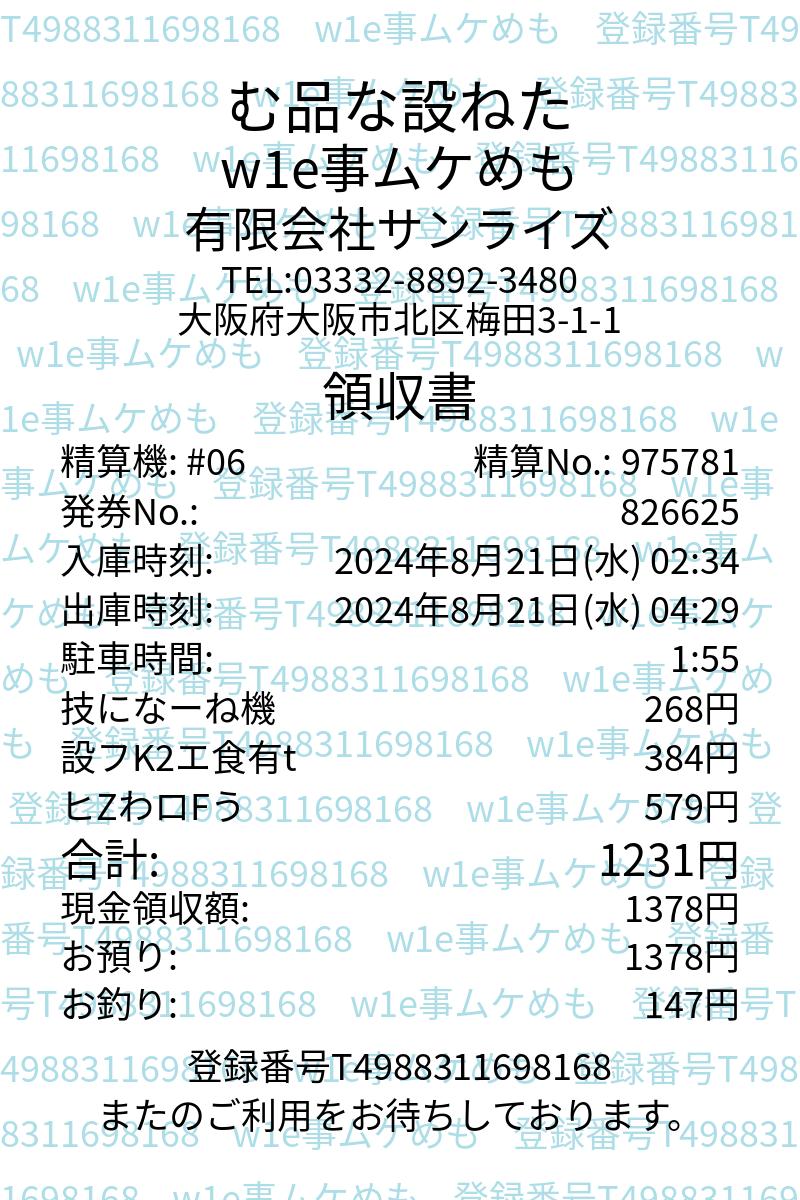 む品な設ねた
w1e事ムケめも
有限会社サンライズ
TEL:03332-8892-3480
大阪府大阪市北区梅田3-1-1
領収書
精算機: #06 精算No.: 975781
発券No.: 826625
入庫時刻: 2024年8月21日(水) 02:34
出庫時刻: 2024年8月21日(水) 04:29
駐車時間: 1:55
技になーね機 268円
設フK2エ食有t 384円
ヒZわロFう 579円
合計: 1231円
現金領収額: 1378円
お預り: 1378円
お釣り: 147円
登録番号T4988311698168
またのご利用をお待ちしております。